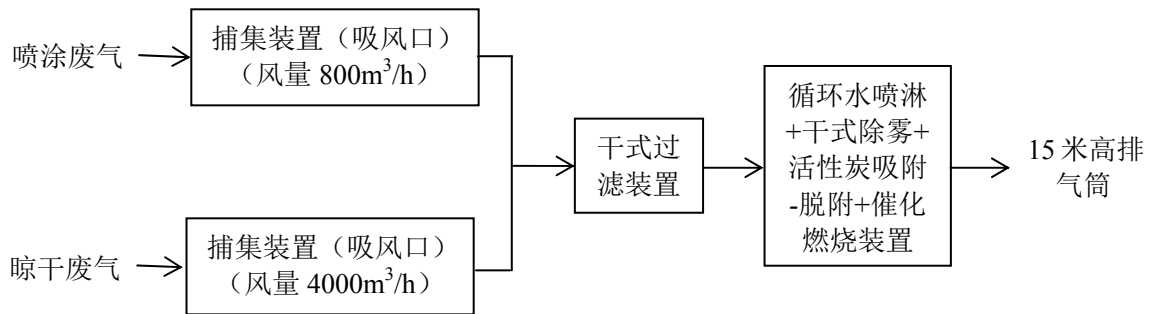 喷涂废气
捕集装置（吸风口）
（风量 800m³/h）
晾干废气
捕集装置（吸风口）
（风量 4000m³/h）
干式过
滤装置
循环水喷淋
+干式除雾+
活性炭吸附
-脱附+催化
燃烧装置
15 米高排
气筒